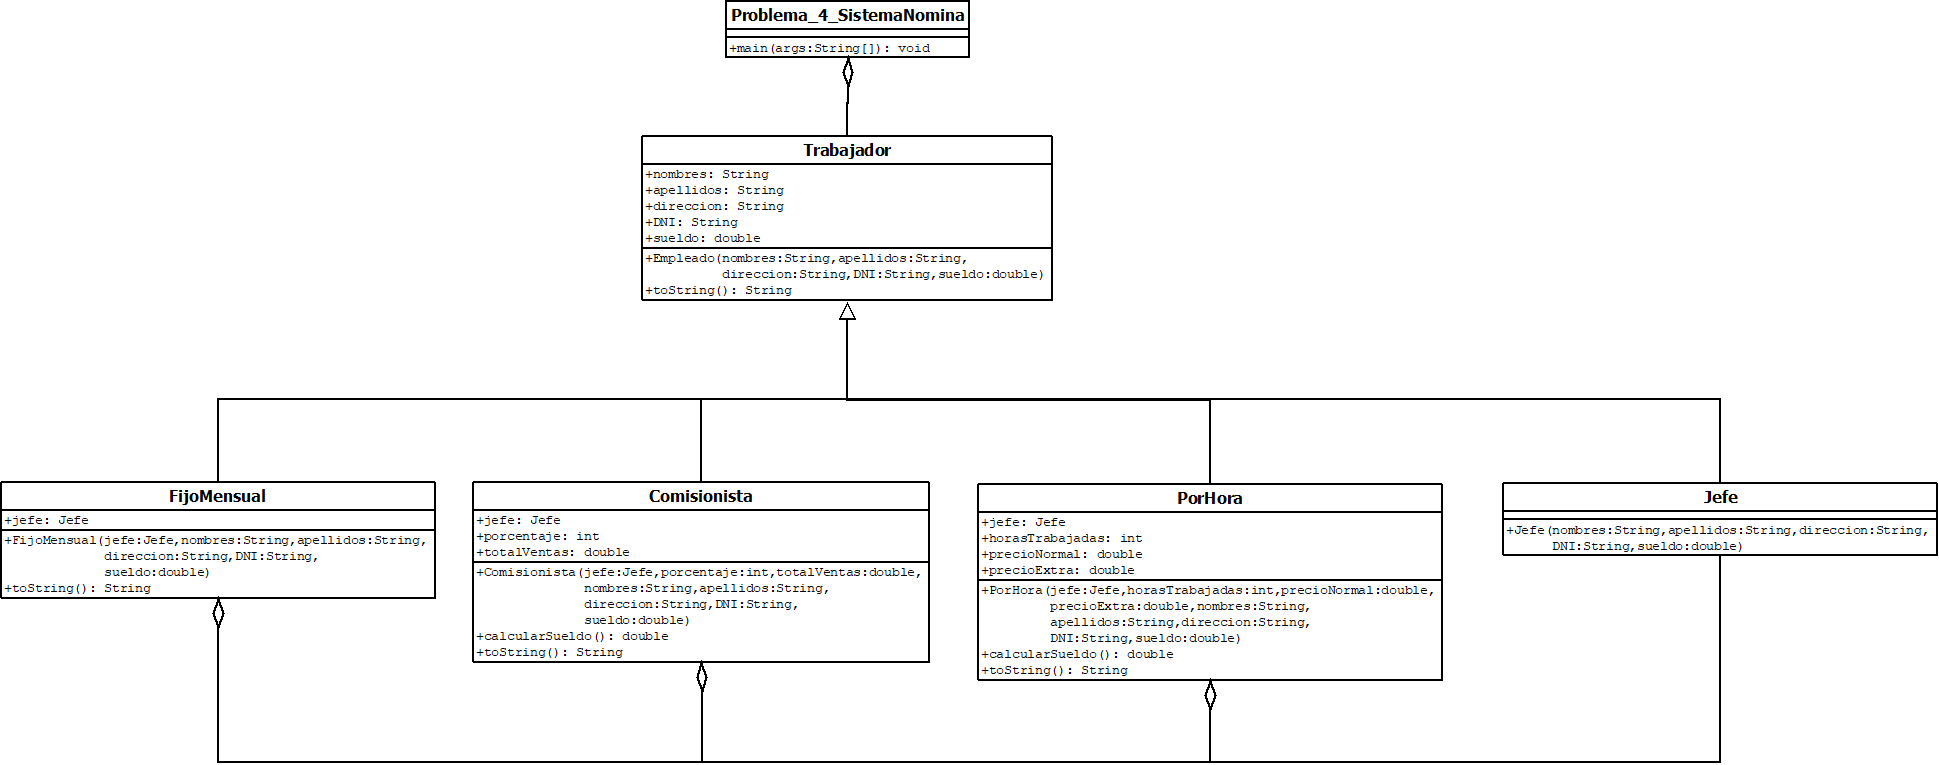 Problema_4_SistemaNomina
+main(args:String[]): void
Trabajador
+nombres: String
+apellidos: String
+direccion: String
+DNI: String
+sueldo: double
+Empleado(nombres:String,apellidos:String,
direccion:String,DNI:String,sueldo:double)
+toString(): String
FijoMensual
+jefe: Jefe
+FijoMensual(jefe:Jefe,nombres:String,apellidos:String,
direccion:String,DNI:String,
sueldo:double)
+toString(): String
Comisionista
+jefe: Jefe
+porcentaje: int
+totalVentas: double
+Comisionista(jefe:Jefe,porcentaje:int,totalVentas:double,
nombres:String,apellidos:String,
direccion:String,DNI:String,
sueldo:double)
+calcularSueldo(): double
+toString(): String
PorHora
+jefe: Jefe
+horasTrabajadas: int
+precioNormal: double
+precioExtra: double
+PorHora(jefe:Jefe,horasTrabajadas:int,precioNormal:double,
precioExtra:double,nombres:String,
apellidos:String,direccion:String,
DNI:String,sueldo:double)
+calcularSueldo(): double
+toString(): String
Jefe
+Jefe(nombres:String,apellidos:String,direccion:String,
DNI:String,sueldo:double)